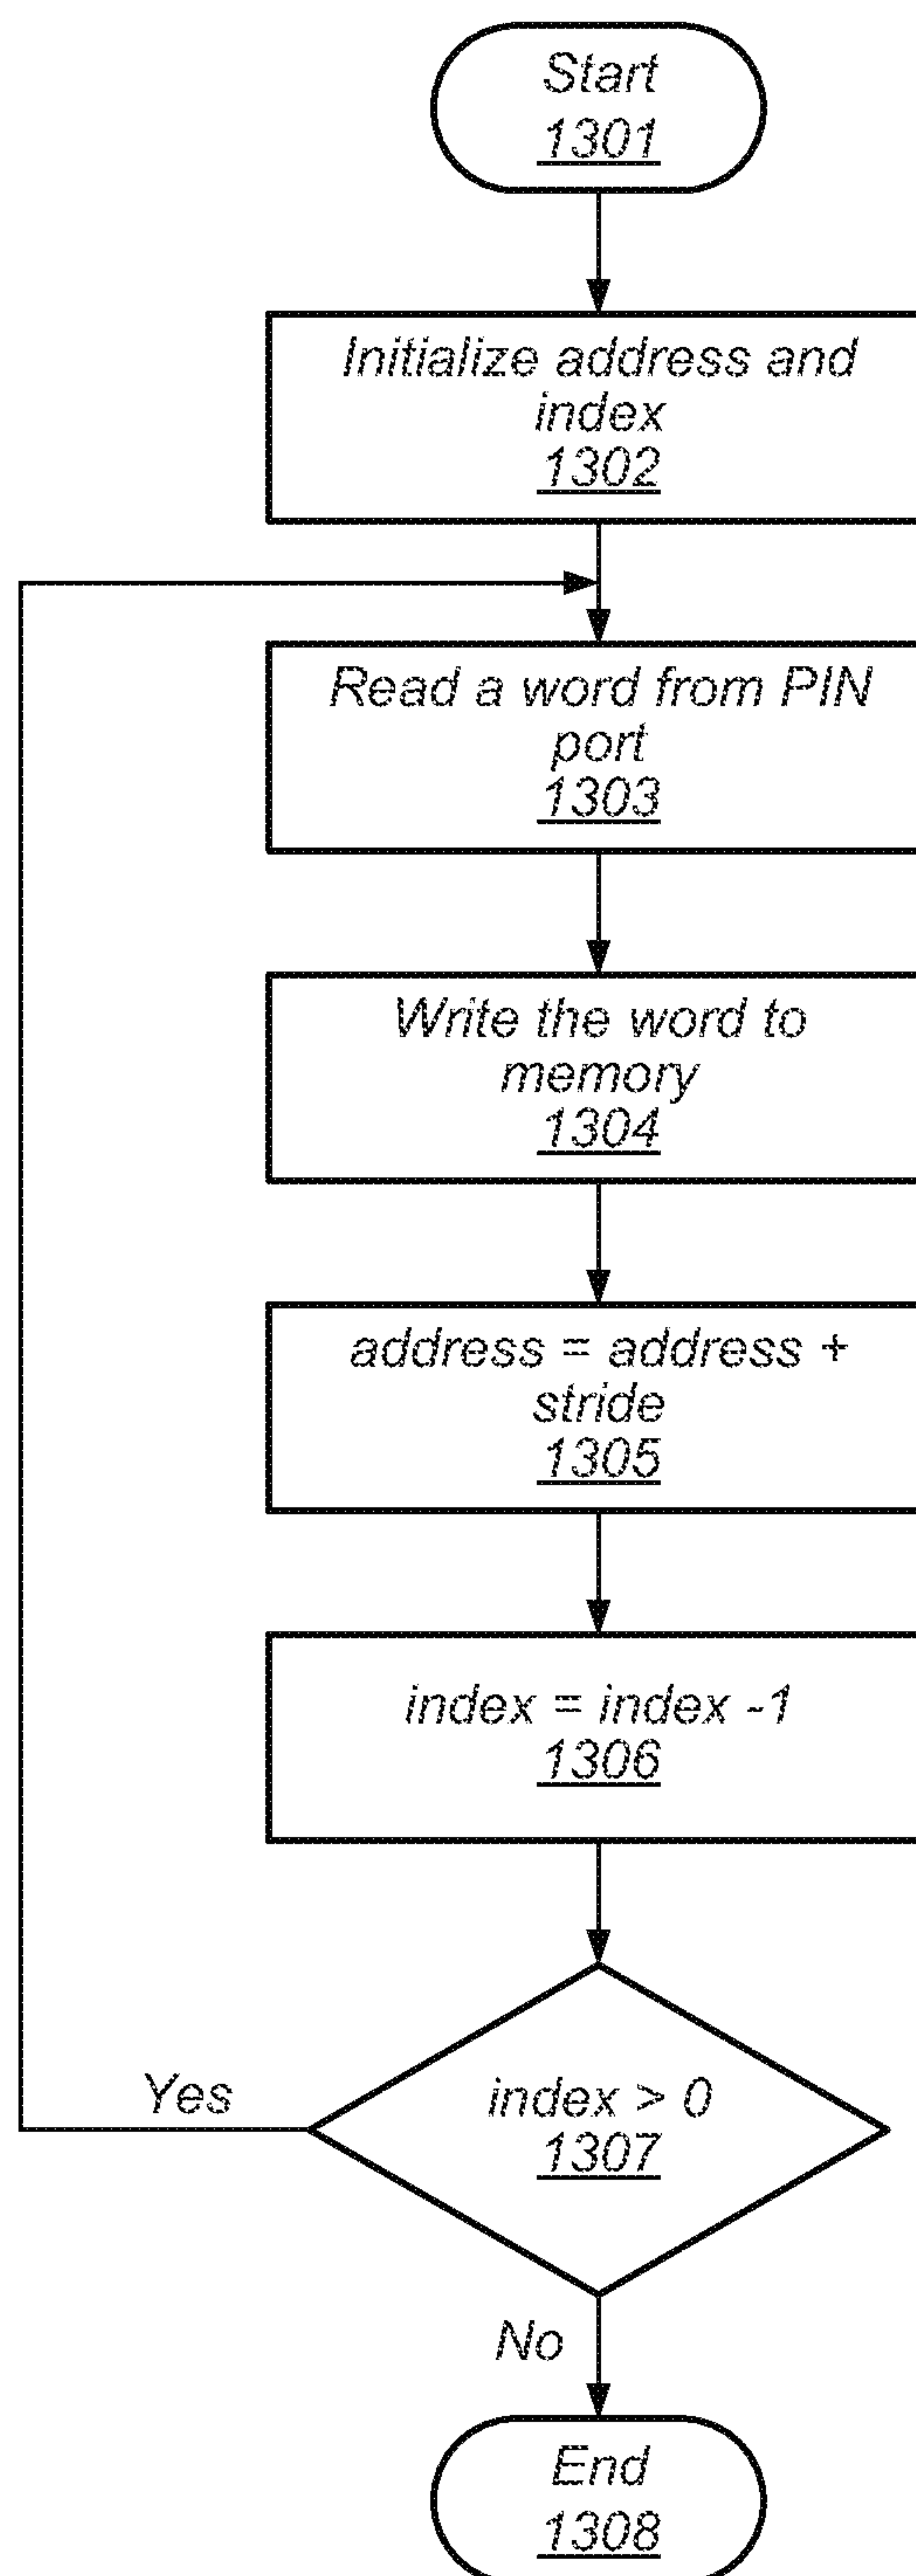 Start
1301
Initialize address and
index
1302
Read a word from PIN
port
1303
Write the word to
memory
1304
address = address +
stride
1305
index = index -1
1306
index > 0
1307
Yes
No
End
1308